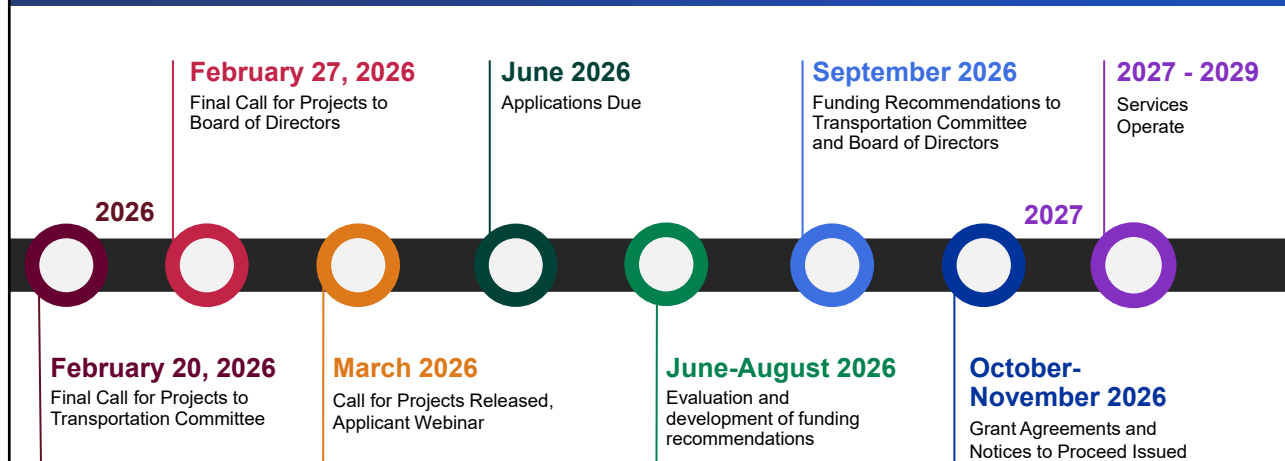 February 27, 2026
Final Call for Projects to
Board of Directors
June 2026
Applications Due
September 2026
Funding Recommendations to
Transportation Committee
and Board of Directors
2027 - 2029
Services
Operate
2026
2027
February 20, 2026
Final Call for Projects to
Transportation Committee
March 2026
Call for Projects Released,
Applicant Webinar
June-August 2026
Evaluation and
development of funding
recommendations
October-
November 2026
Grant Agreements and
Notices to Proceed Issued